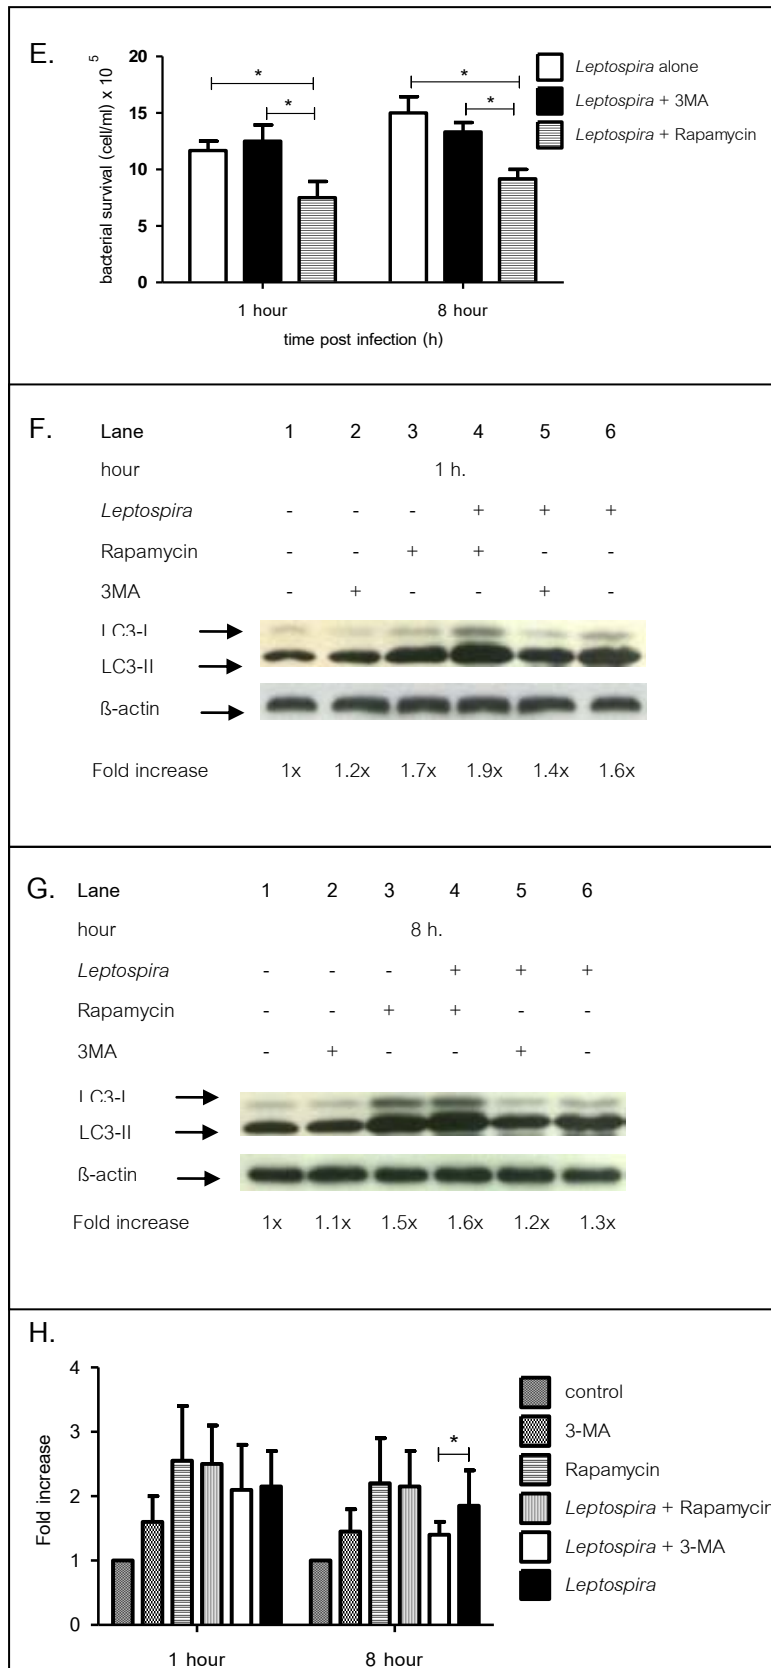 E.
bacterial survival (cell/ml) x 10 5
20
15
10
5
0
* * * *
1 hour 8 hour
time post infection (h)
Leptospira alone
Leptospira + 3MA
Leptospira + Rapamycin
F. Lane 1 2 3 4 5 6
hour 1 h.
Leptospira - - - + + +
Rapamycin - - + + - -
3MA - + - - + -
LC3-I
LC3-II
ß-actin
Fold increase 1x 1.2x 1.7x 1.9x 1.4x 1.6x
G. Lane 1 2 3 4 5 6
hour 8 h.
Leptospira - - - + + +
Rapamycin - - + + - -
3MA - + - - + -
LC3-I
LC3-II
ß-actin
Fold increase 1x 1.1x 1.5x 1.6x 1.2x 1.3x
H.
Fold increase
4
3
2
1
0
*
1 hour 8 hour
control
3-MA
Rapamycin
Leptospira + Rapamycin
Leptospira + 3-MA
Leptospira